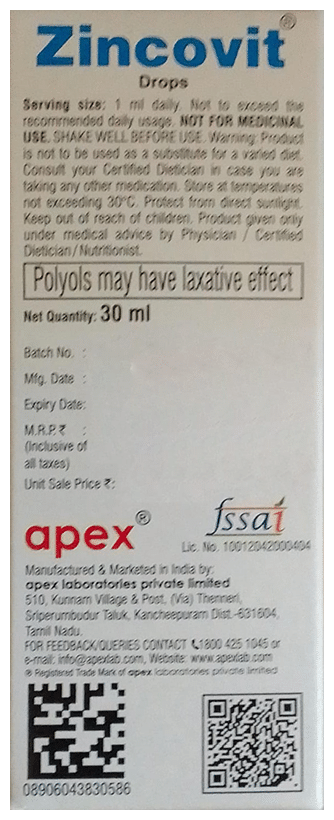 Zincovit®
Drops
Serving size: 1 ml daily. Not to exceed the
recommended daily usage. NOT FOR MEDICINAL
USE. SHAKE WELL BEFORE USE. Warning: Product
is not to be used as a substitute for a varied diet.
Consult your Certified Dietician in case you are
taking any other medication. Store at temperatures
not exceeding 30°C. Protect from direct sunlight.
Keep out of reach of children. Product given only
under medical advice by Physician / Certified
Dietician / Nutritionist.
Polyols may have laxative effect
Net Quantity: 30 ml
Batch No. :
Mfg. Date :
Expiry Date:
M.R.P. ₹ :
(Inclusive of
all taxes)
Unit Sale Price ₹:
apex®
fssai
Lic. No. 10012042000404
Manufactured & Marketed in India by:
apex laboratories private limited
510, Kunnam Village & Post, (Via) Thenneri,
Sriperumbudur Taluk, Kancheepuram Dist.-631604,
Tamil Nadu.
FOR FEEDBACK/QUERIES CONTACT 📞1800 425 1045 or
e-mail: info@apexlab.com, Website: www.apexlab.com
® Registered Trade Mark of apex laboratories private limited
08906043830586